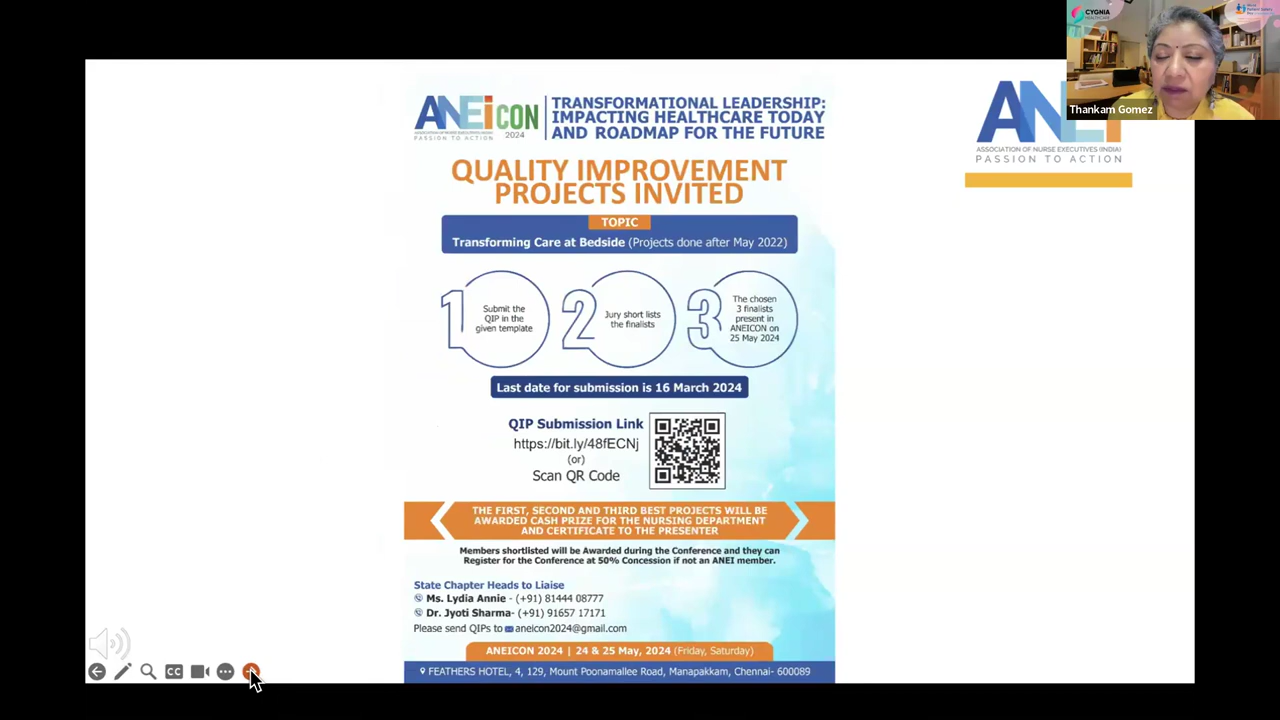 ANEiCON
2024
ASSOCIATION OF NURSE EXECUTIVES (INDIA)
PASSION TO ACTION
TRANSFORMATIONAL LEADERSHIP:
IMPACTING HEALTHCARE TODAY
AND ROADMAP FOR THE FUTURE
QUALITY IMPROVEMENT
PROJECTS INVITED
TOPIC
Transforming Care at Bedside (Projects done after May 2022)
1
Submit the
QIP in the
given template
2
Jury short lists
the finalists
3
The chosen
3 finalists
present in
ANEICON on
25 May 2024
Last date for submission is 16 March 2024
QIP Submission Link
https://bit.ly/48fECNj
(or)
Scan QR Code
THE FIRST, SECOND AND THIRD BEST PROJECTS WILL BE
AWARDED CASH PRIZE FOR THE NURSING DEPARTMENT
AND CERTIFICATE TO THE PRESENTER
Members shortlisted will be Awarded during the Conference and they can
Register for the Conference at 50% Concession if not an ANEI member.
State Chapter Heads to Liaise
Ms. Lydia Annie - (+91) 81444 08777
Dr. Jyoti Sharma- (+91) 91657 17171
Please send QIPs to aneicon2024@gmail.com
ANEICON 2024 | 24 & 25 May, 2024 (Friday, Saturday)
FEATHERS HOTEL, 4, 129, Mount Poonamallee Road, Manapakkam, Chennai- 600089
ANEi
ASSOCIATION OF NURSE EXECUTIVES (INDIA)
PASSION TO ACTION
CYGNIA
HEALTHCARE
Thankam Gomez
CC